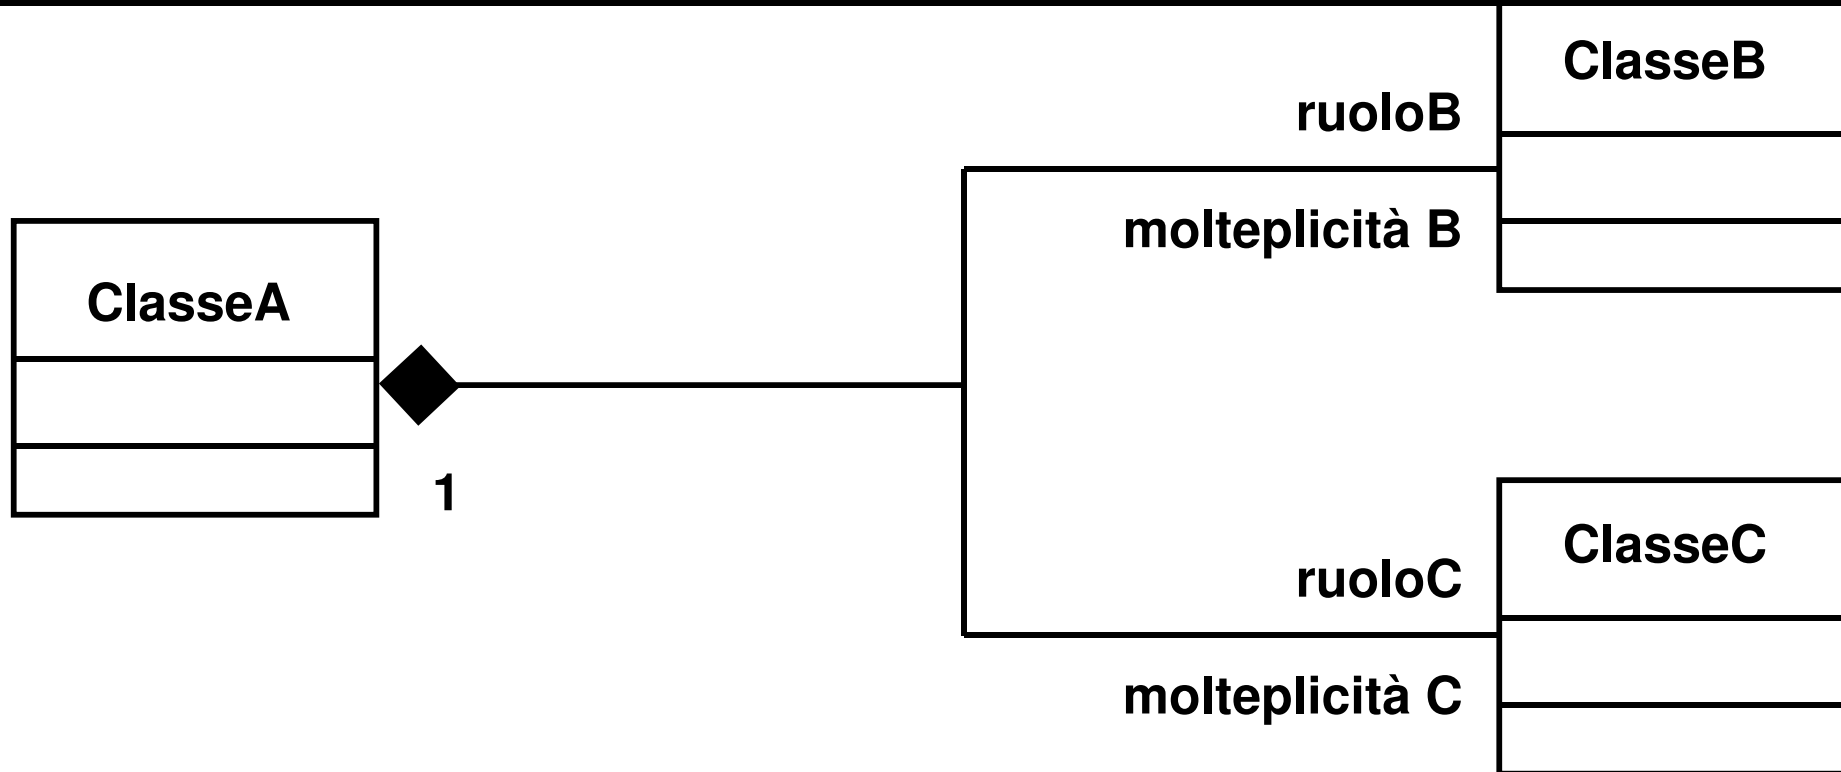 ClasseB
ruoloB
molteplicità B
ClasseA
1
ClasseC
ruoloC
molteplicità C